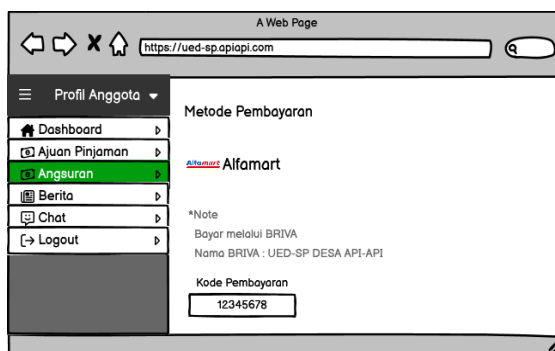 A Web Page
https://ued-sp.apiapi.com
Profil Anggota
Dashboard
Ajuan Pinjaman
Angsuran
Berita
Chat
Logout
Metode Pembayaran
Alfamart Alfamart
*Note
Bayar melalui BRIVA
Nama BRIVA : UED-SP DESA API-API
Kode Pembayaran
12345678